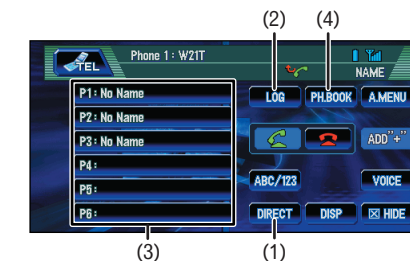 (2) (4)
TEL Phone 1 : W21T
NAME
P1: No Name LOG PH.BOOK A.MENU
P2: No Name
P3: No Name ADD"+"
P4:
P5: ABC/123 VOICE
P6: DIRECT DISP HIDE
(3) (1)